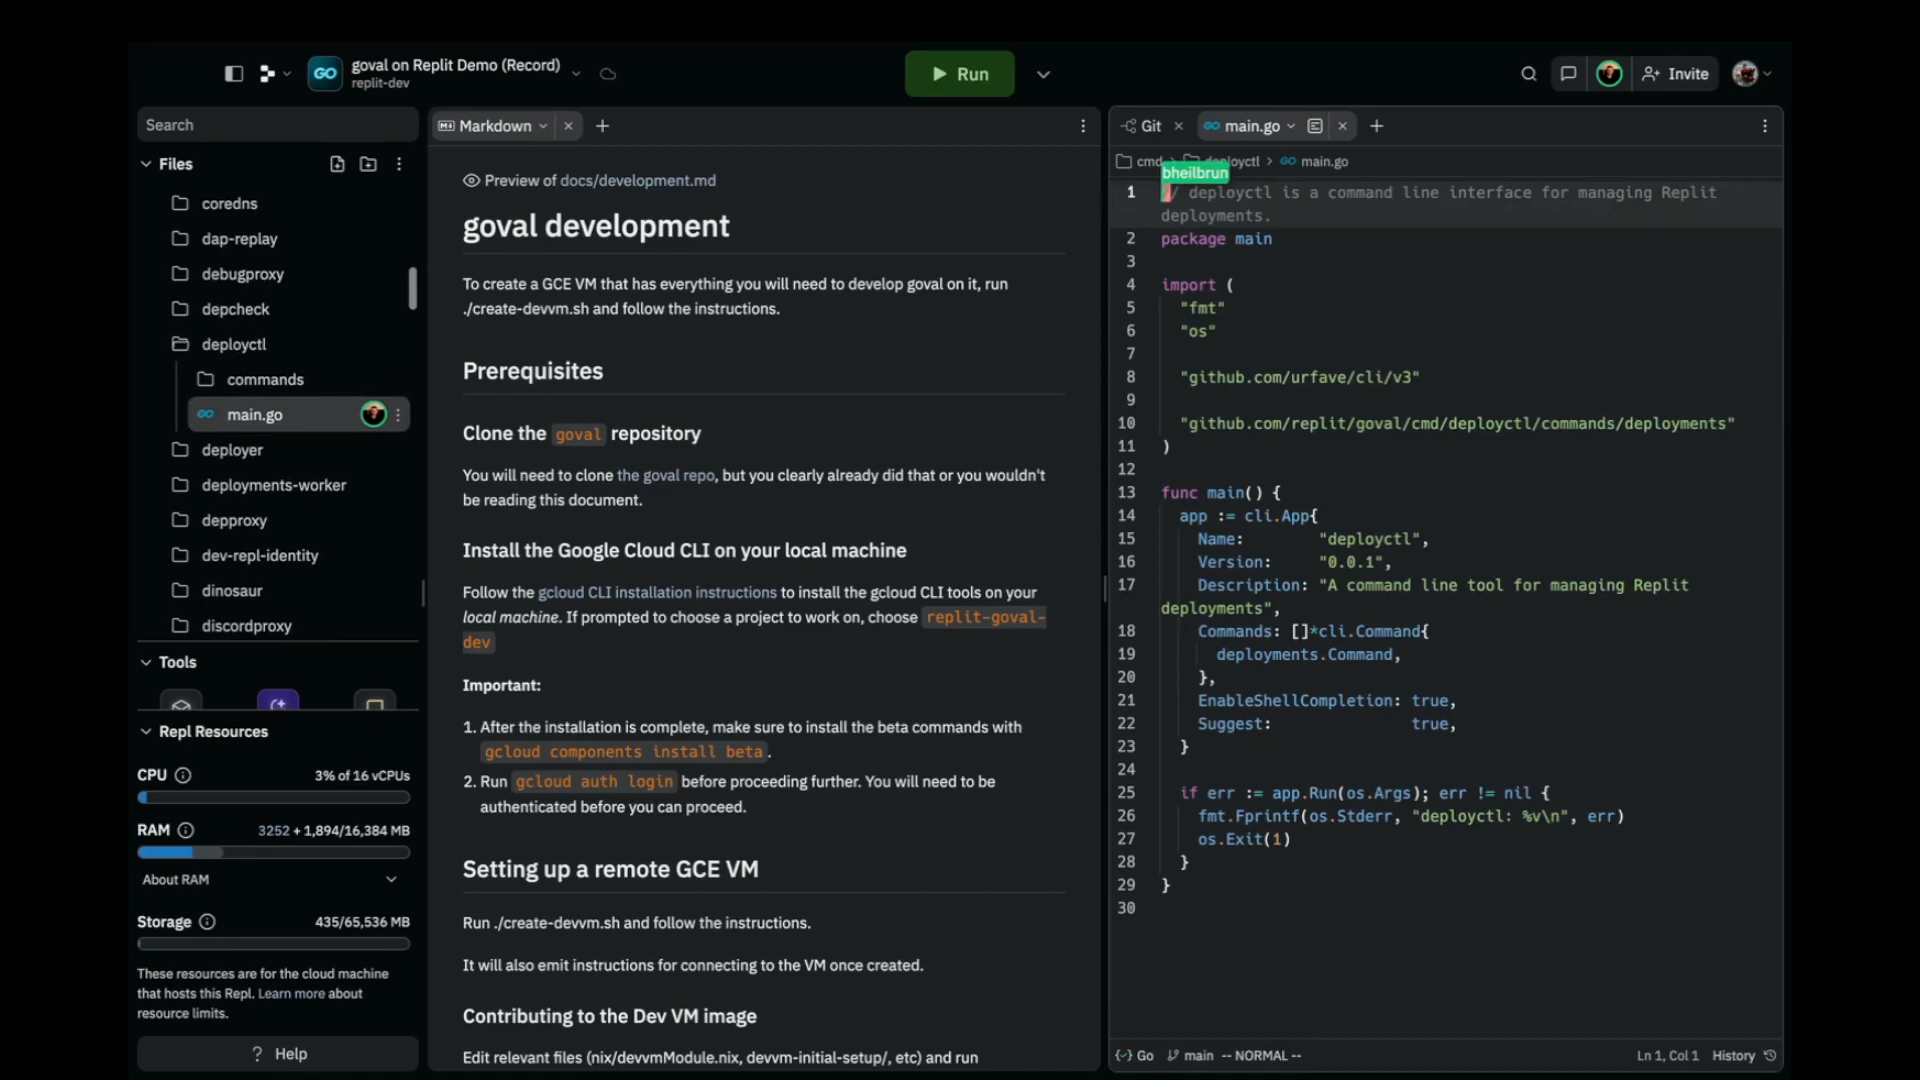 GO
goval on Replit Demo (Record)
replit-dev
Run
Invite
Search
Files
coredns
dap-replay
debugproxy
depcheck
deployctl
commands
main.go
deployer
deployments-worker
depproxy
dev-repl-identity
dinosaur
discordproxy
Tools
Repl Resources
CPU
3% of 16 vCPUs
RAM
3252 + 1,894/16,384 MB
About RAM
Storage
435/65,536 MB
These resources are for the cloud machine
that hosts this Repl. Learn more about
resource limits.
? Help
Markdown
Preview of docs/development.md
goval development
To create a GCE VM that has everything you will need to develop goval on it, run
./create-devvm.sh and follow the instructions.
Prerequisites
Clone the goval repository
You will need to clone the goval repo, but you clearly already did that or you wouldn't
be reading this document.
Install the Google Cloud CLI on your local machine
Follow the gcloud CLI installation instructions to install the gcloud CLI tools on your
local machine. If prompted to choose a project to work on, choose replit-goval-
dev
Important:
1. After the installation is complete, make sure to install the beta commands with
gcloud components install beta.
2. Run gcloud auth login before proceeding further. You will need to be
authenticated before you can proceed.
Setting up a remote GCE VM
Run ./create-devvm.sh and follow the instructions.
It will also emit instructions for connecting to the VM once created.
Contributing to the Dev VM image
Edit relevant files (nix/devvmModule.nix, devvm-initial-setup/, etc) and run
Git
main.go
cmd > deployctl > main.go
bheilbrun
1 // deployctl is a command line interface for managing Replit
deployments.
2 package main
3
4 import (
5 "fmt"
6 "os"
7
8 "github.com/urfave/cli/v3"
9
10 "github.com/replit/goval/cmd/deployctl/commands/deployments"
11 )
12
13 func main() {
14 app := cli.App{
15 Name: "deployctl",
16 Version: "0.0.1",
17 Description: "A command line tool for managing Replit
deployments",
18 Commands: []*cli.Command{
19 deployments.Command,
20 },
21 EnableShellCompletion: true,
22 Suggest: true,
23 }
24
25 if err := app.Run(os.Args); err != nil {
26 fmt.Fprintf(os.Stderr, "deployctl: %v\n", err)
27 os.Exit(1)
28 }
29 }
30
Go main -- NORMAL --
Ln 1, Col 1 History